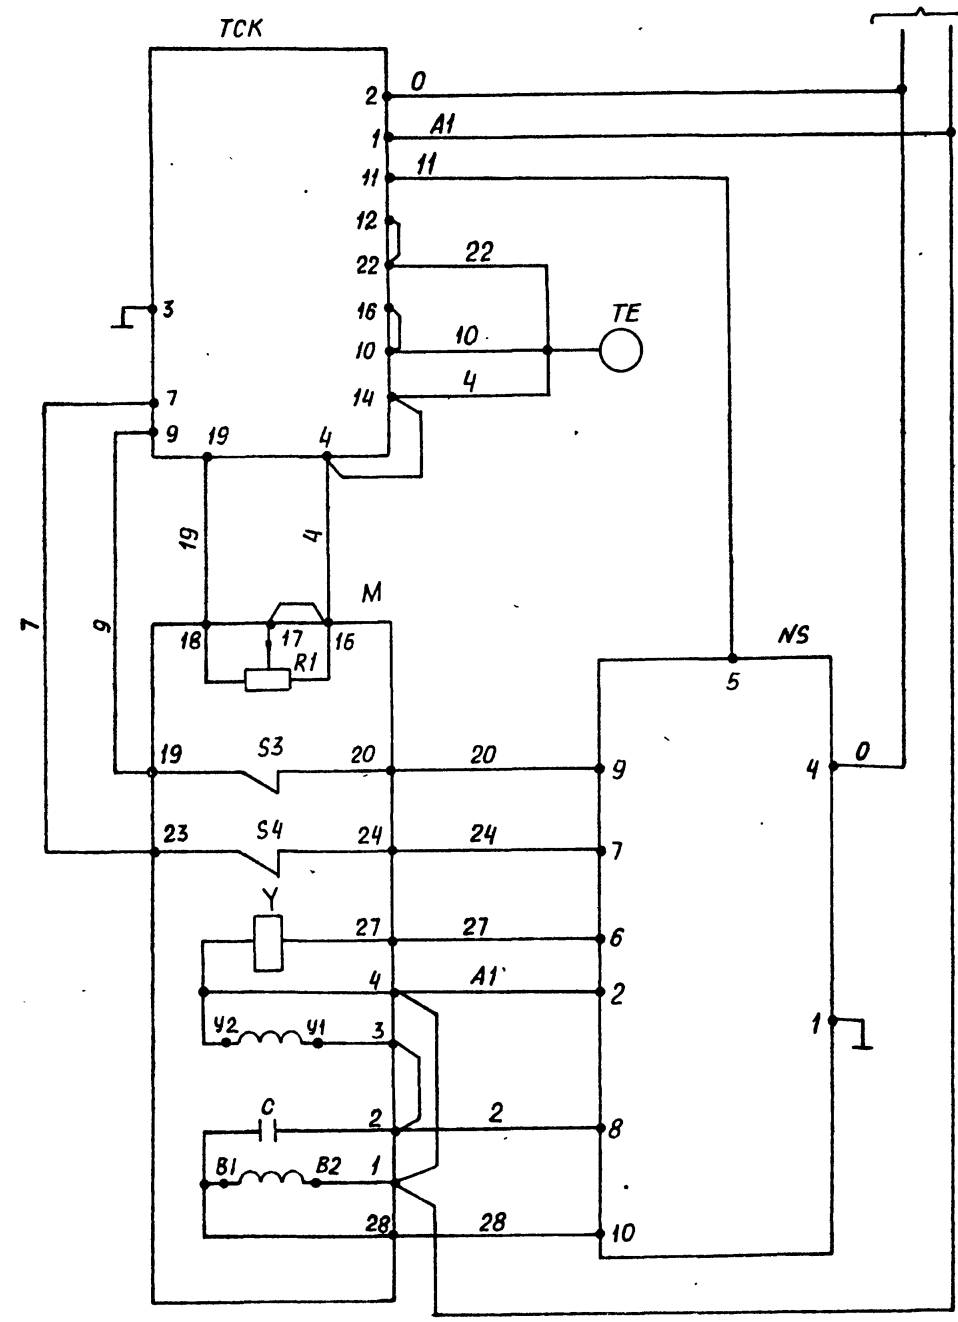 TCK
2 0
1 A1
11 11
12
22 22
3 16 TE
10 10
14 4
7
9 19 4
19 4
7 9 M
18 17 16
R1
NS
5
19 S3 20 20 9
4 0
23 S4 24 24 7
Y
27 27 6
4 A1 2
У2 У1 3
1
C
2 2 8
B1 B2 1
28 28 10